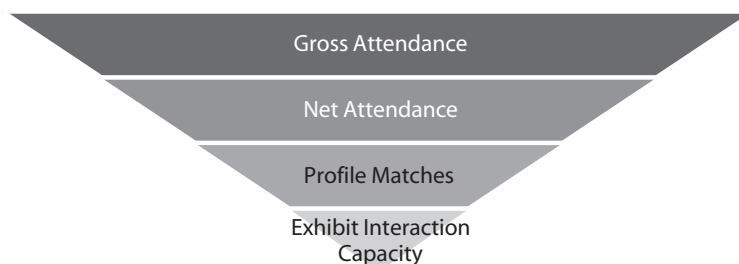 Gross Attendance
Net Attendance
Profile Matches
Exhibit Interaction
Capacity